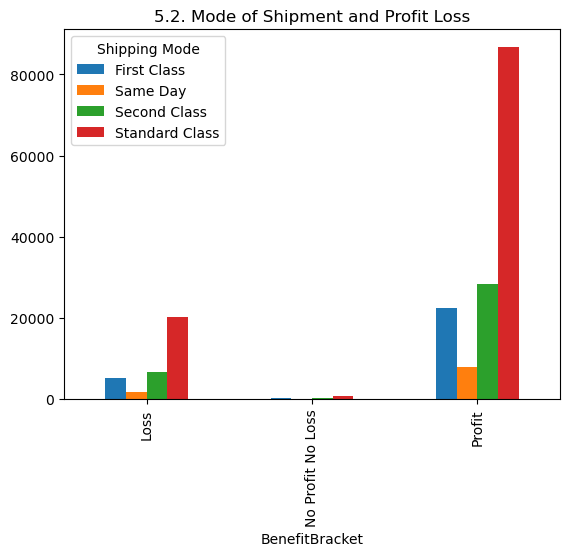 5.2. Mode of Shipment and Profit Loss
Shipping Mode
First Class
Same Day
Second Class
Standard Class
80000
60000
40000
20000
0
Loss
No Profit No Loss
Profit
BenefitBracket